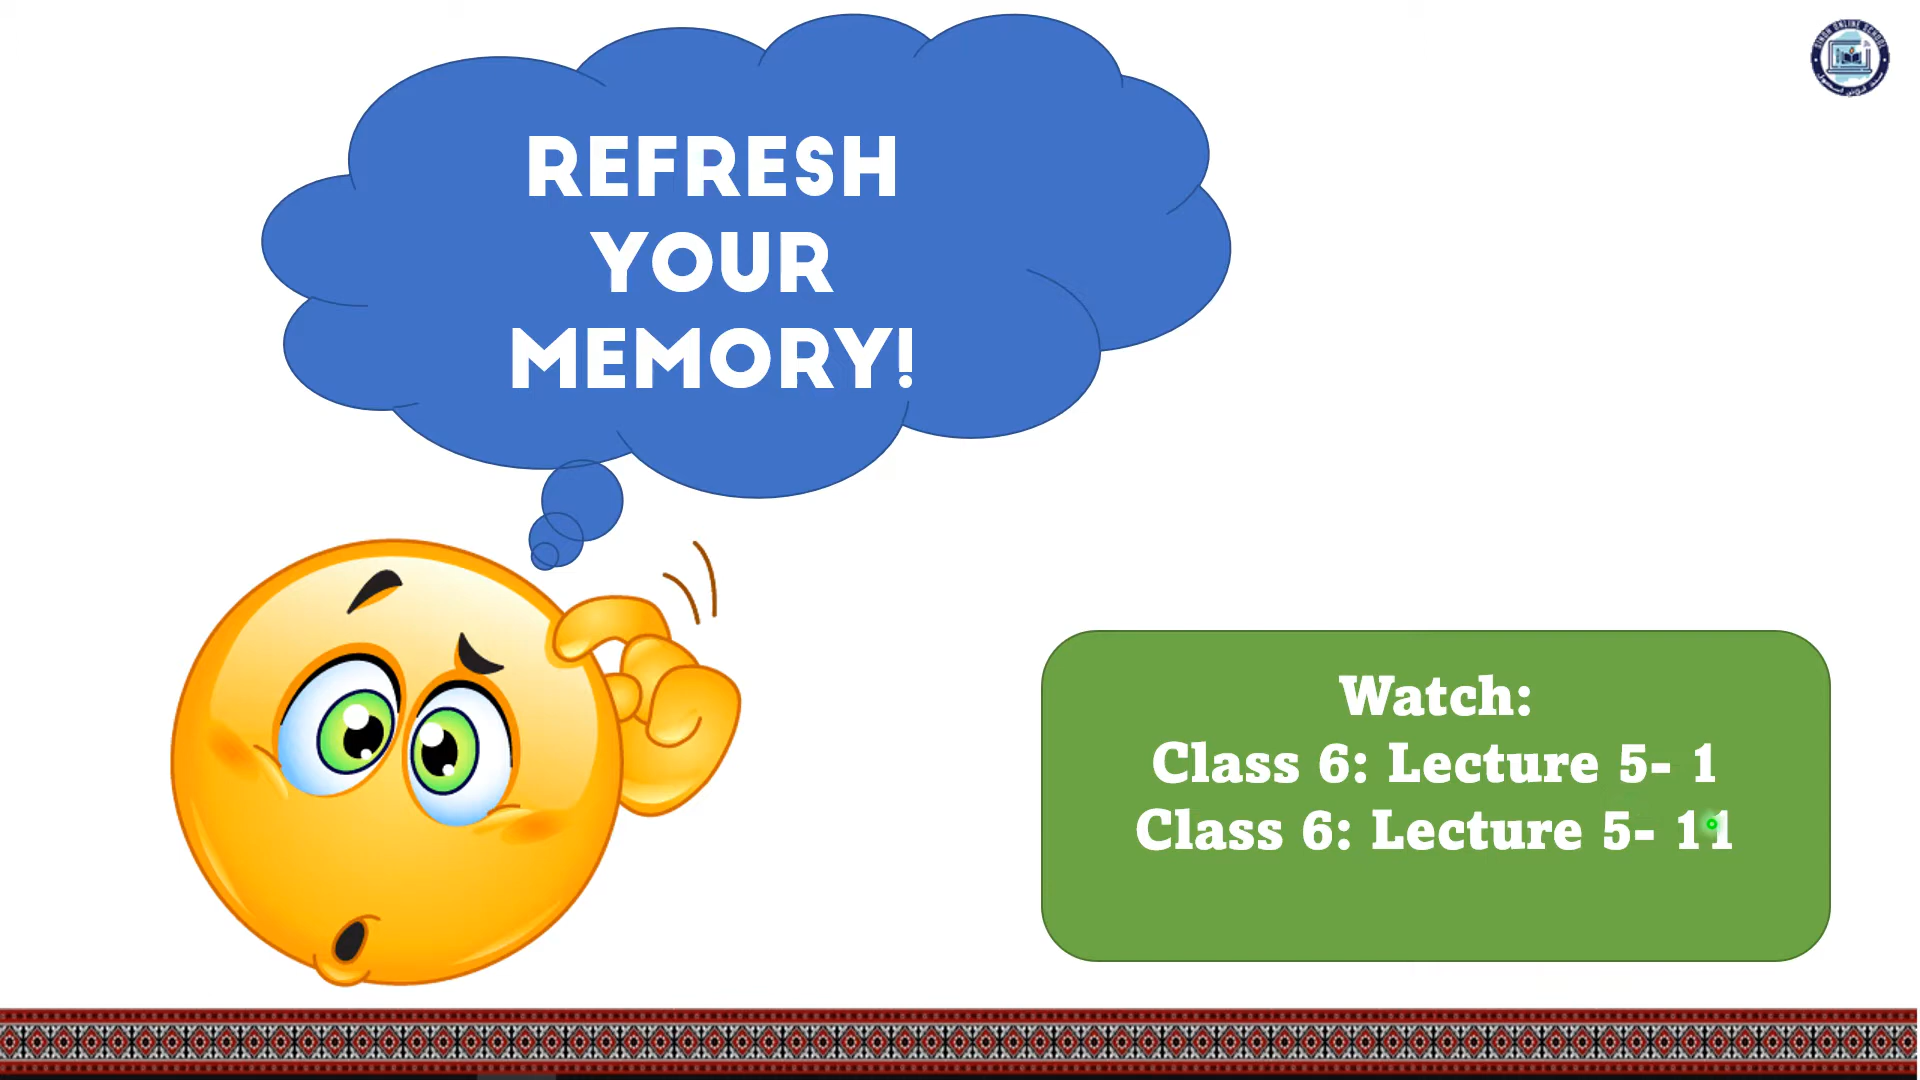 REFRESH
YOUR
MEMORY!
Watch:
Class 6: Lecture 5- 1
Class 6: Lecture 5- 11